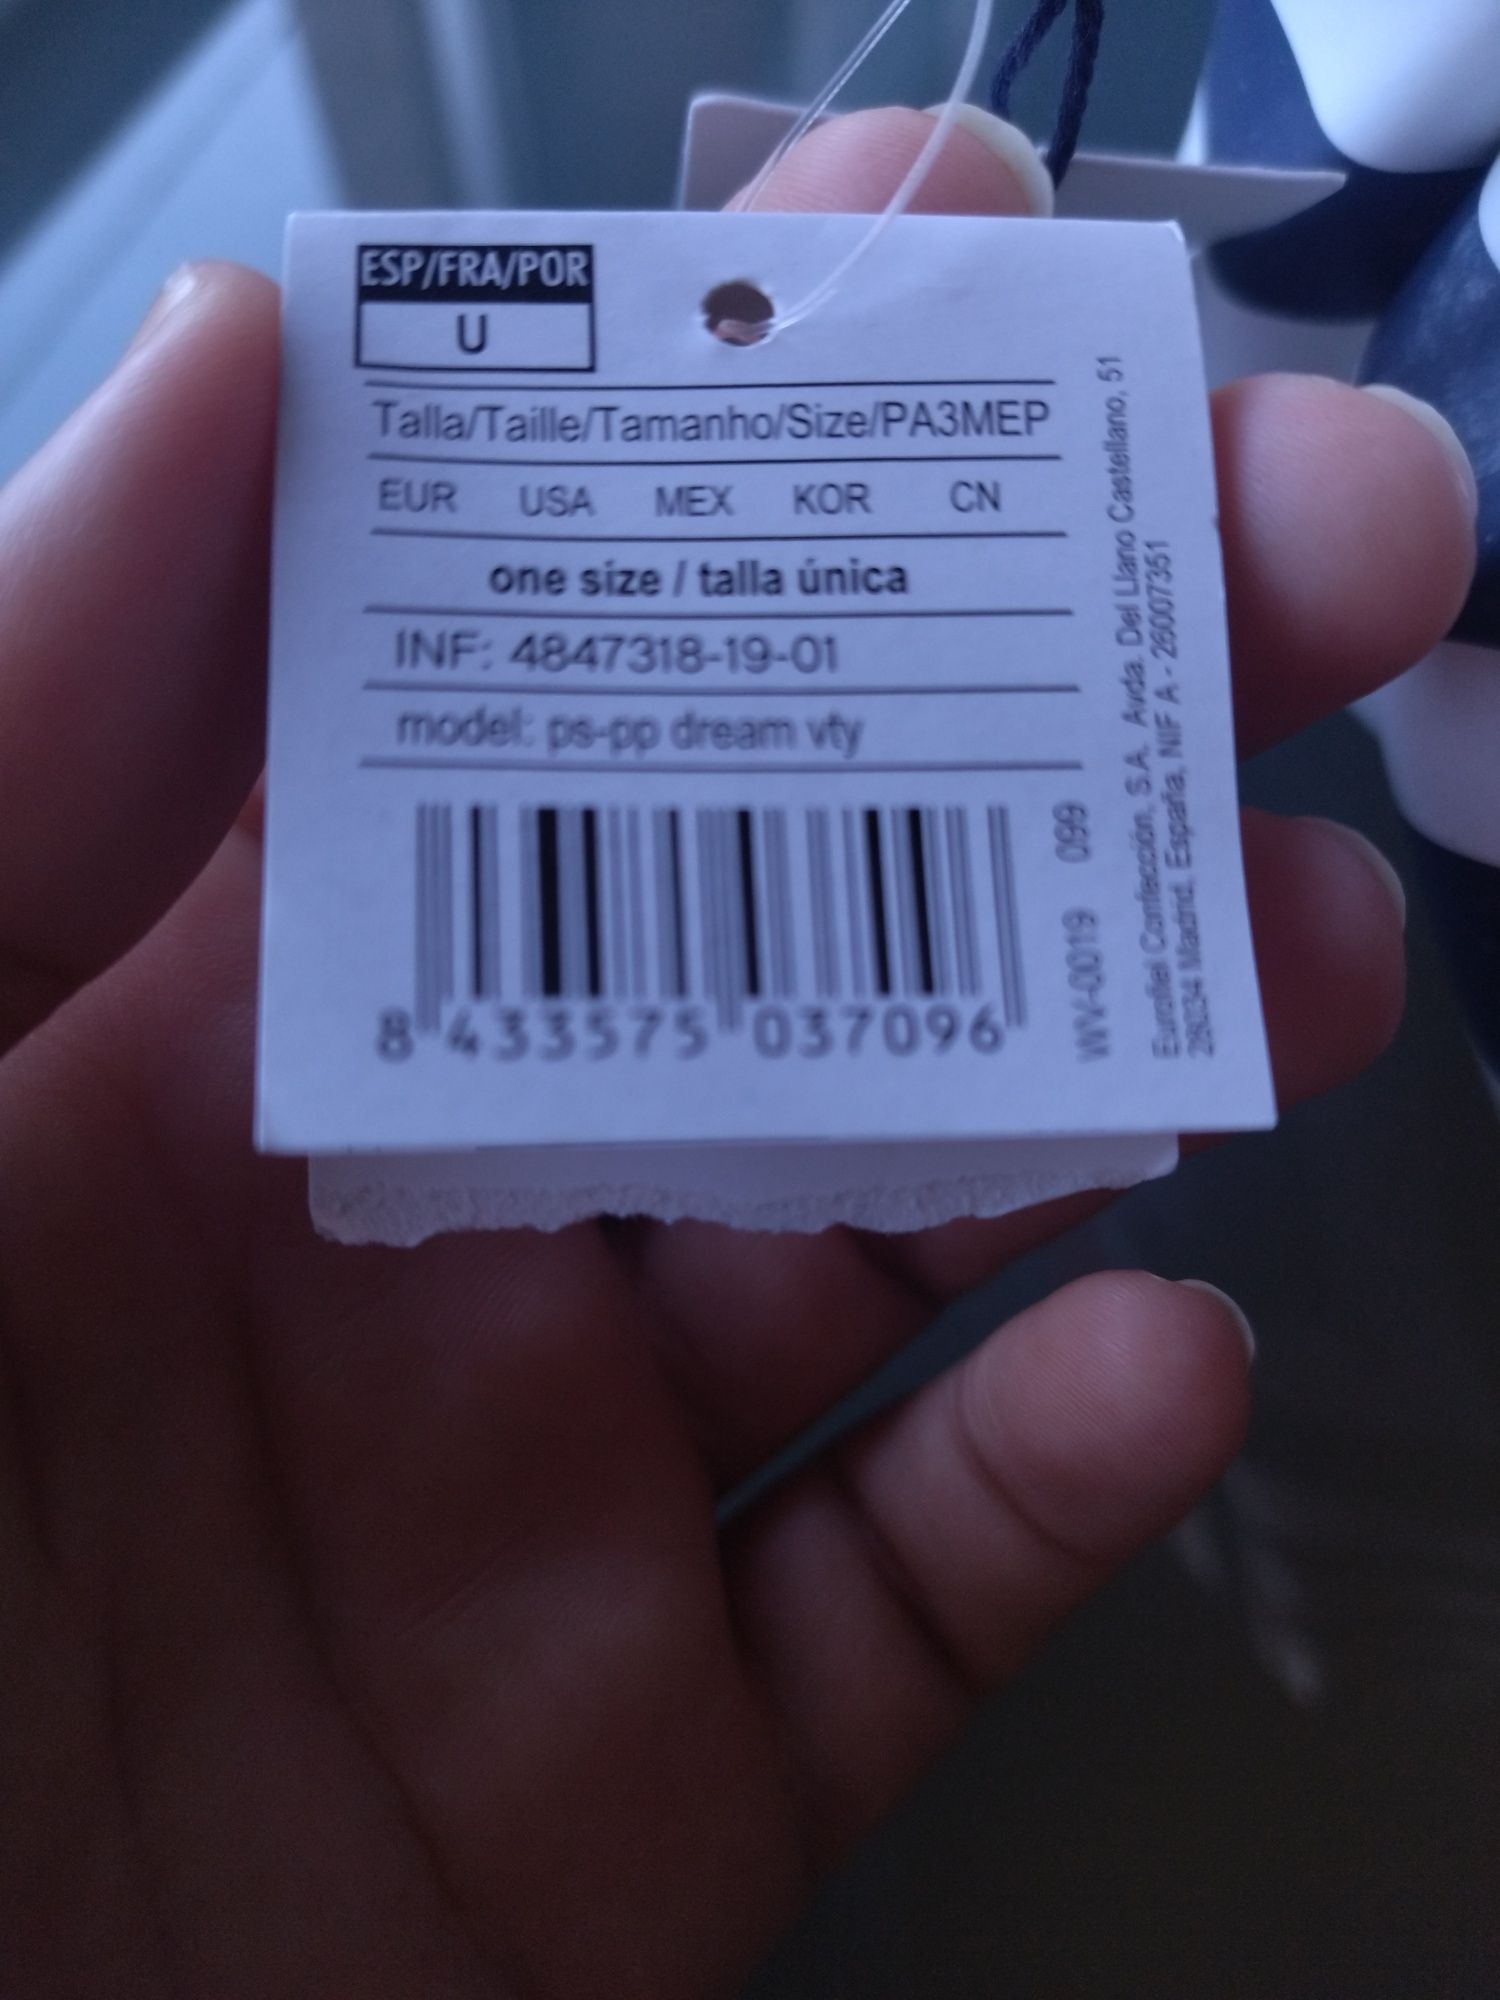 ESP/FRA/POR
U
Talla/Taille/Tamanho/Size/PA3MEP
EUR USA MEX KOR CN
one size / talla única
INF: 4847318-19-01
model: ps-pp dream vty
8 433575 037096
WV-0019 099
Eurofiel Confección, S.A. Avda. Del Llano Castellano, 51
28034 Madrid, España, NIF A - 26007351